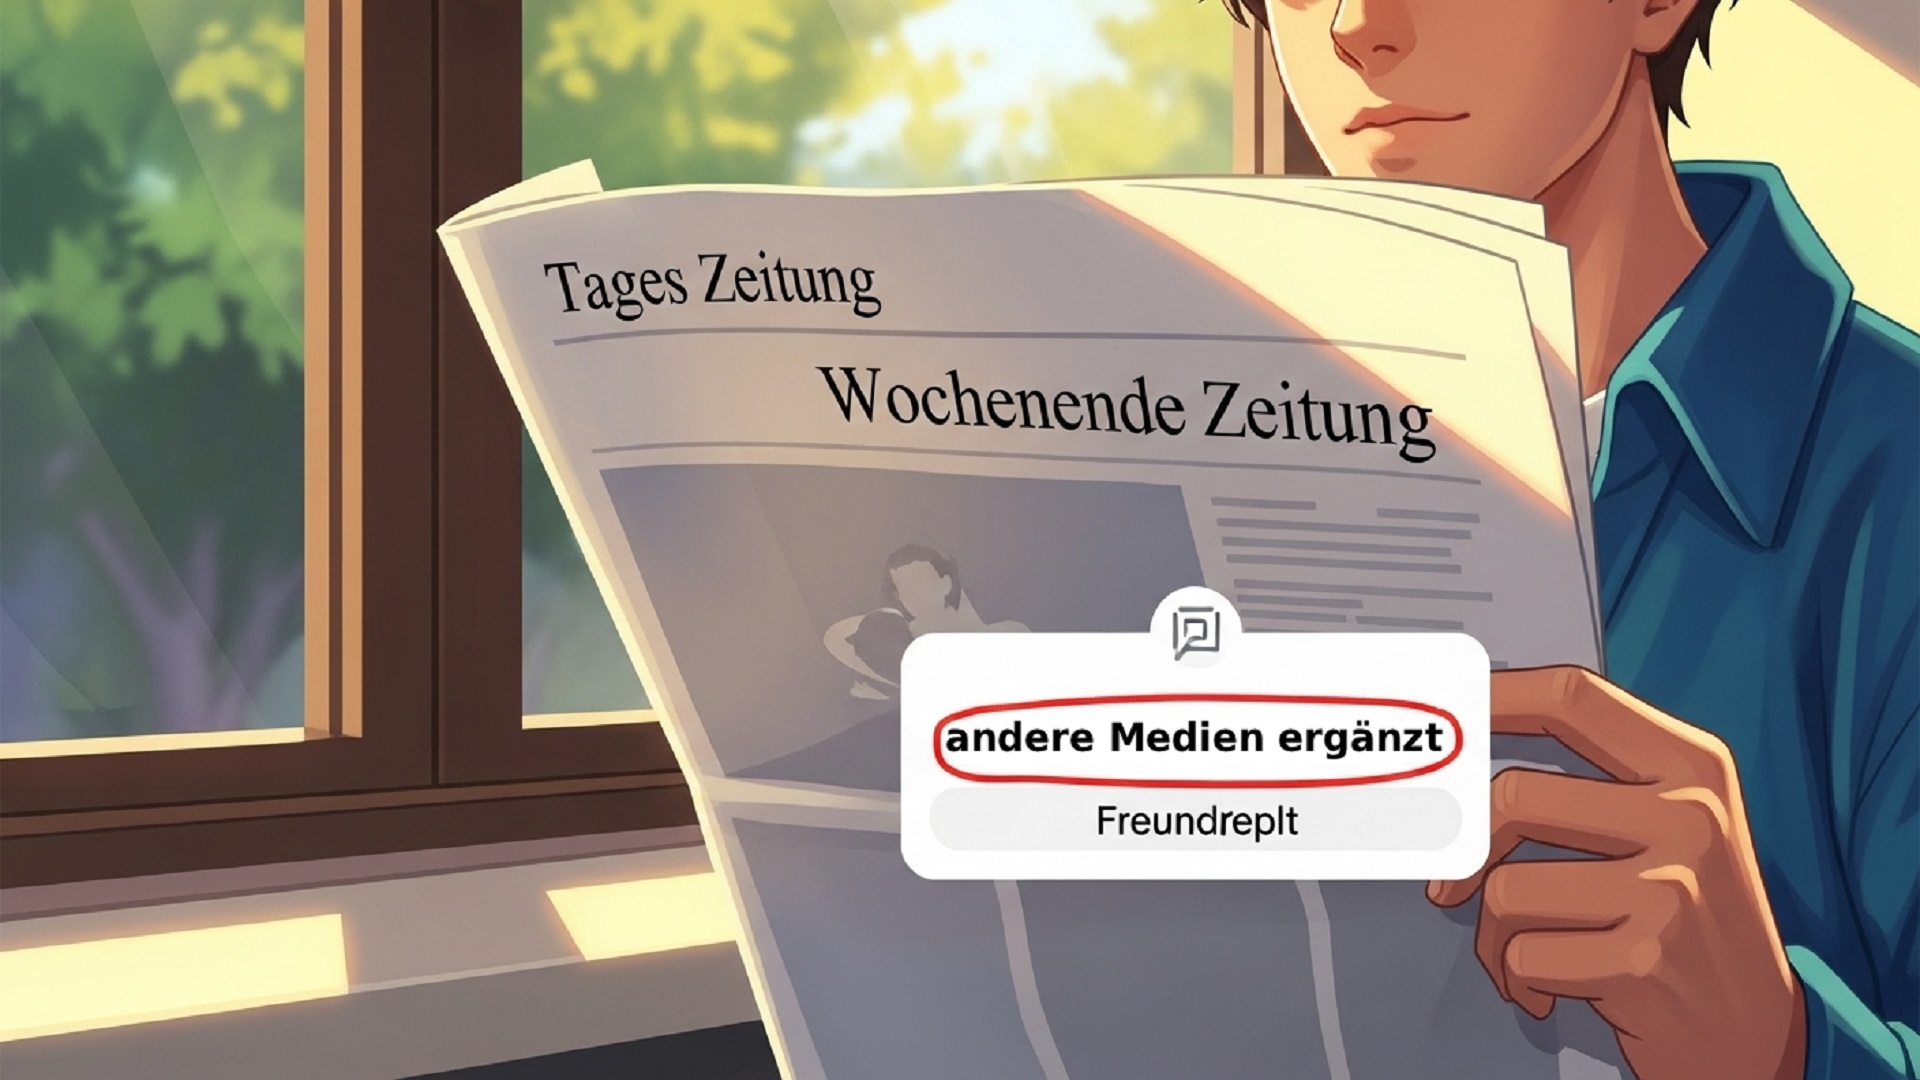 Tages Zeitung
Wochenende Zeitung
andere Medien ergänzt
Freundreplt